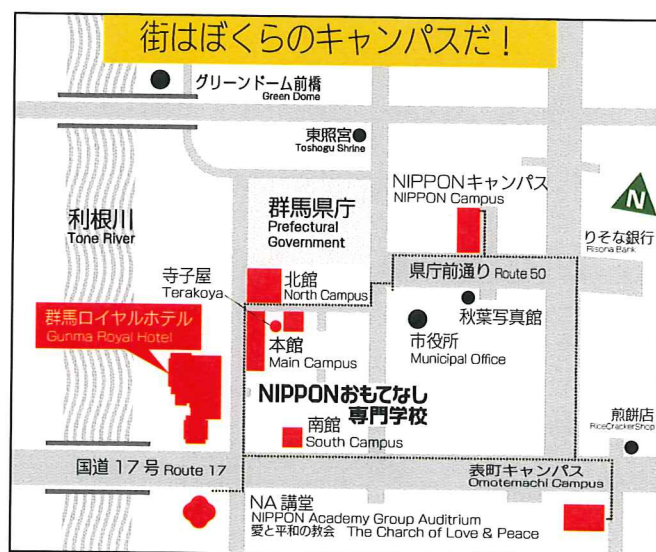 街はぼくらのキャンパスだ！
グリーンドーム前橋
Green Dome
東照宮
Toshogu Shrine
NIPPONキャンパス
NIPPON Campus
N
利根川
Tone River
群馬県庁
Prefectural
Government
りそな銀行
Risona Bank
県庁前通り Route 50
寺子屋
Terakoya
北館
North Campus
群馬ロイヤルホテル
Gunma Royal Hotel
本館
Main Campus
市役所
Municipal Office
秋葉写真館
NIPPONおもてなし
専門学校
南館
South Campus
煎餅店
RiceCrackerShop
国道17号 Route 17
表町キャンパス
Omotemachi Campus
NA 講堂
NIPPON Academy Group Auditrium
愛と平和の教会 The Charch of Love & Peace